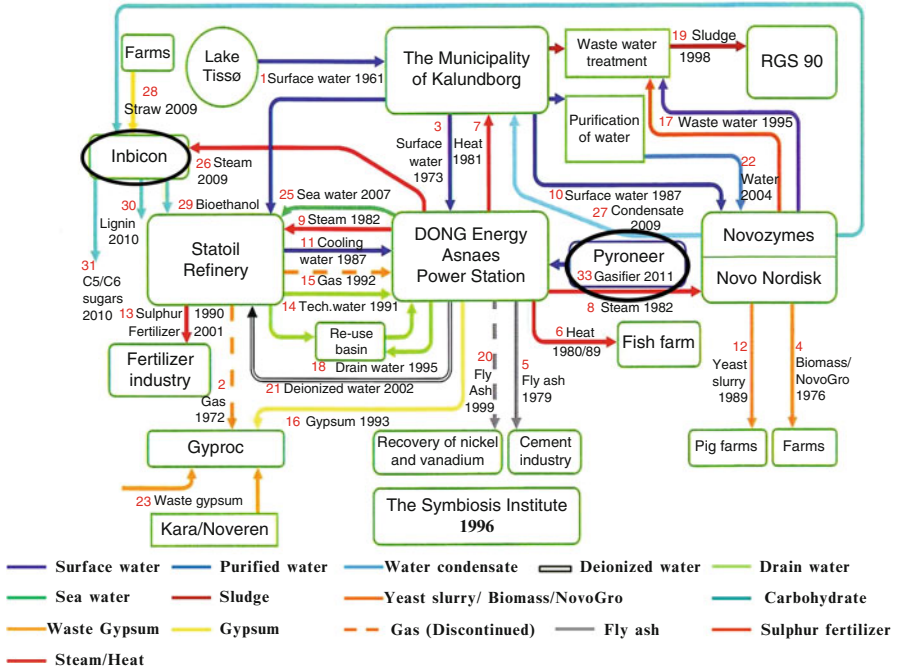 Farms
Lake
Tissø
1 Surface water 1961
The Municipality
of Kalundborg
Waste water
treatment
19 Sludge
1998
RGS 90
28
Straw 2009
3
Surface
water
1973
7
Heat
1981
Purification
of water
17 Waste water 1995
22
Water
2004
Inbicon
26 Steam
2009
10 Surface water 1987
27 Condensate
2009
25 Sea water 2007
9 Steam 1982
11 Cooling
water 1987
15 Gas 1992
14 Tech.water 1991
30
Lignin
2010
29 Bioethanol
31
C5/C6
sugars
2010
Statoil
Refinery
DONG Energy
Asnaes
Power Station
Pyroneer
33 Gasifier 2011
Novozymes
Novo Nordisk
8 Steam 1982
13 Sulphur 1990
Fertilizer 2001
Fertilizer
industry
Re-use
basin
18 Drain water 1995
21 Deionized water 2002
2
Gas
1972
16 Gypsum 1993
20
Fly
Ash
1999
5
Fly ash
1979
6 Heat
1980/89
Fish farm
12
Yeast
slurry
1989
4
Biomass/
NovoGro
1976
Gyproc
Recovery of nickel
and vanadium
Cement
industry
Pig farms
Farms
23 Waste gypsum
Kara/Noveren
The Symbiosis Institute
1996
Surface water
Purified water
Water condensate
Deionized water
Drain water
Sea water
Sludge
Yeast slurry/ Biomass/NovoGro
Carbohydrate
Waste Gypsum
Gypsum
Gas (Discontinued)
Fly ash
Sulphur fertilizer
Steam/Heat